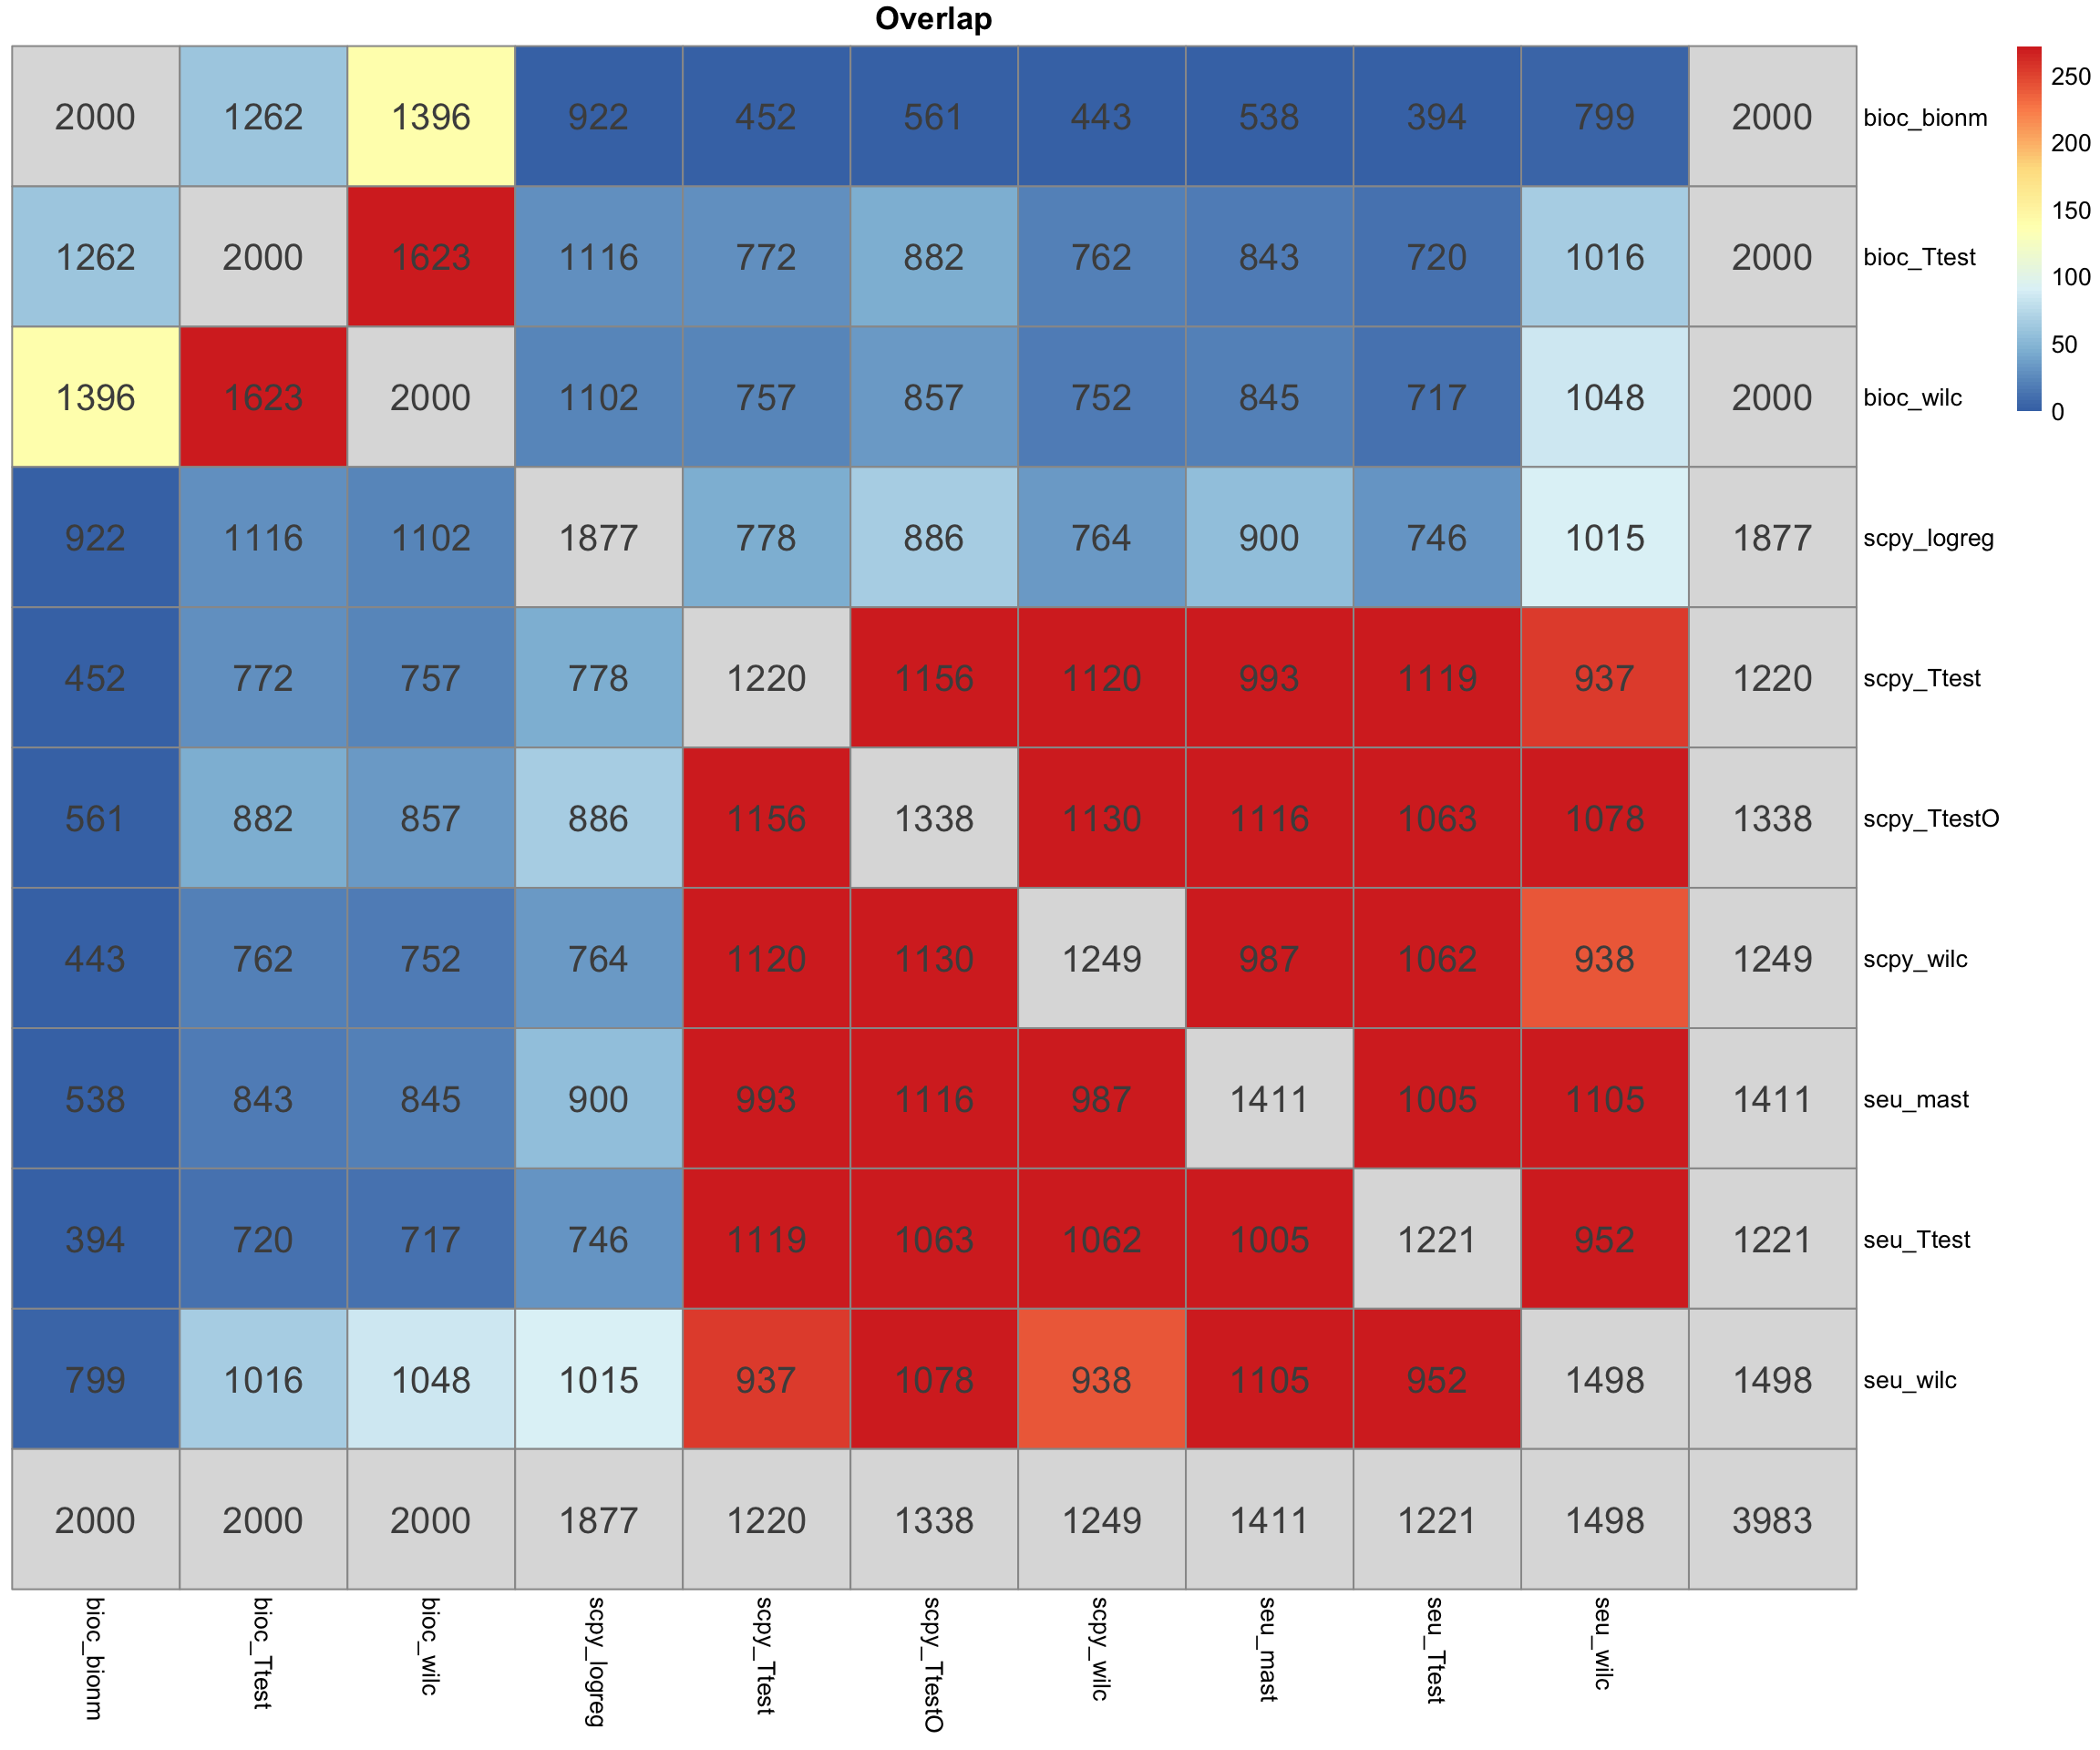 Overlap
2000 1262 1396 922 452 561 443 538 394 799 2000 bioc_bionm
1262 2000 1623 1116 772 882 762 843 720 1016 2000 bioc_Ttest
1396 1623 2000 1102 757 857 752 845 717 1048 2000 bioc_wilc
922 1116 1102 1877 778 886 764 900 746 1015 1877 scpy_logreg
452 772 757 778 1220 1156 1120 993 1119 937 1220 scpy_Ttest
561 882 857 886 1156 1338 1130 1116 1063 1078 1338 scpy_TtestO
443 762 752 764 1120 1130 1249 987 1062 938 1249 scpy_wilc
538 843 845 900 993 1116 987 1411 1005 1105 1411 seu_mast
394 720 717 746 1119 1063 1062 1005 1221 952 1221 seu_Ttest
799 1016 1048 1015 937 1078 938 1105 952 1498 1498 seu_wilc
2000 2000 2000 1877 1220 1338 1249 1411 1221 1498 3983
bioc_bionm
bioc_Ttest
bioc_wilc
scpy_logreg
scpy_Ttest
scpy_TtestO
scpy_wilc
seu_mast
seu_Ttest
seu_wilc
250
200
150
100
50
0